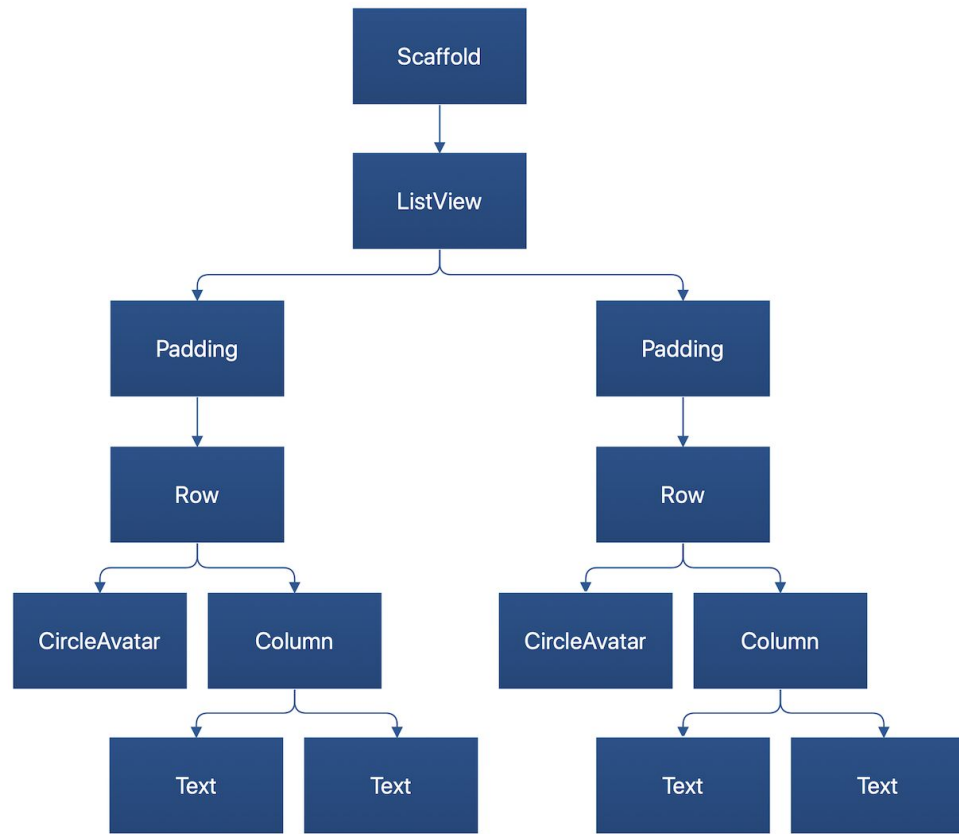 Scaffold
ListView
Padding
Padding
Row
Row
CircleAvatar
Column
CircleAvatar
Column
Text
Text
Text
Text